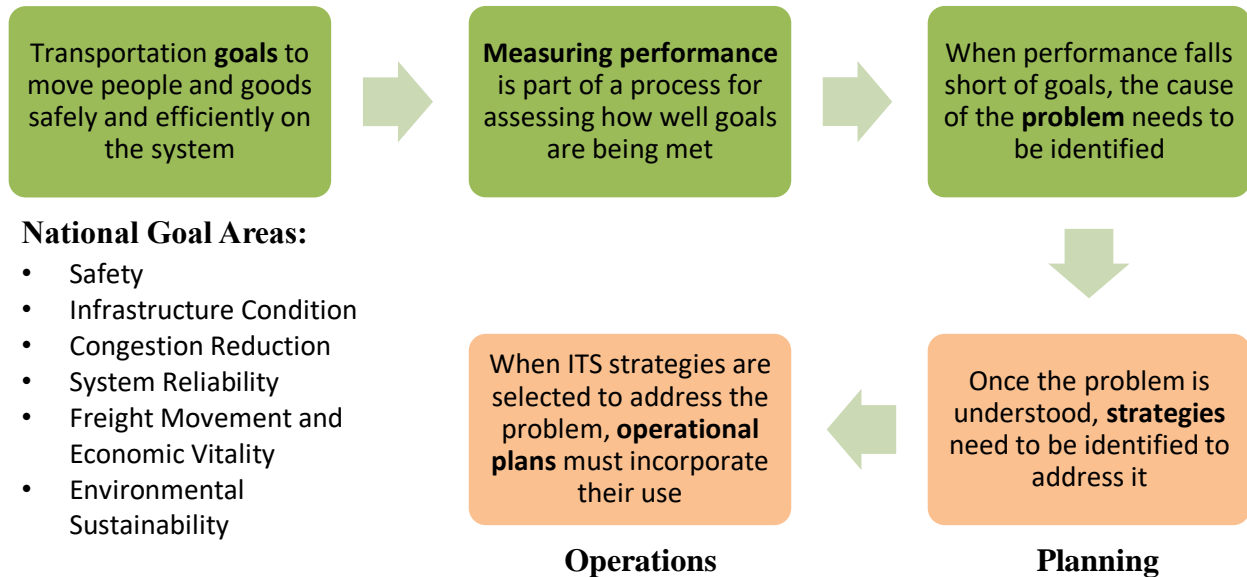 Transportation goals to
move people and goods
safely and efficiently on
the system
Measuring performance
is part of a process for
assessing how well goals
are being met
When performance falls
short of goals, the cause
of the problem needs to
be identified
National Goal Areas:
• Safety
• Infrastructure Condition
• Congestion Reduction
• System Reliability
• Freight Movement and
Economic Vitality
• Environmental
Sustainability
Once the problem is
understood, strategies
need to be identified to
address it
Planning
When ITS strategies are
selected to address the
problem, operational
plans must incorporate
their use
Operations